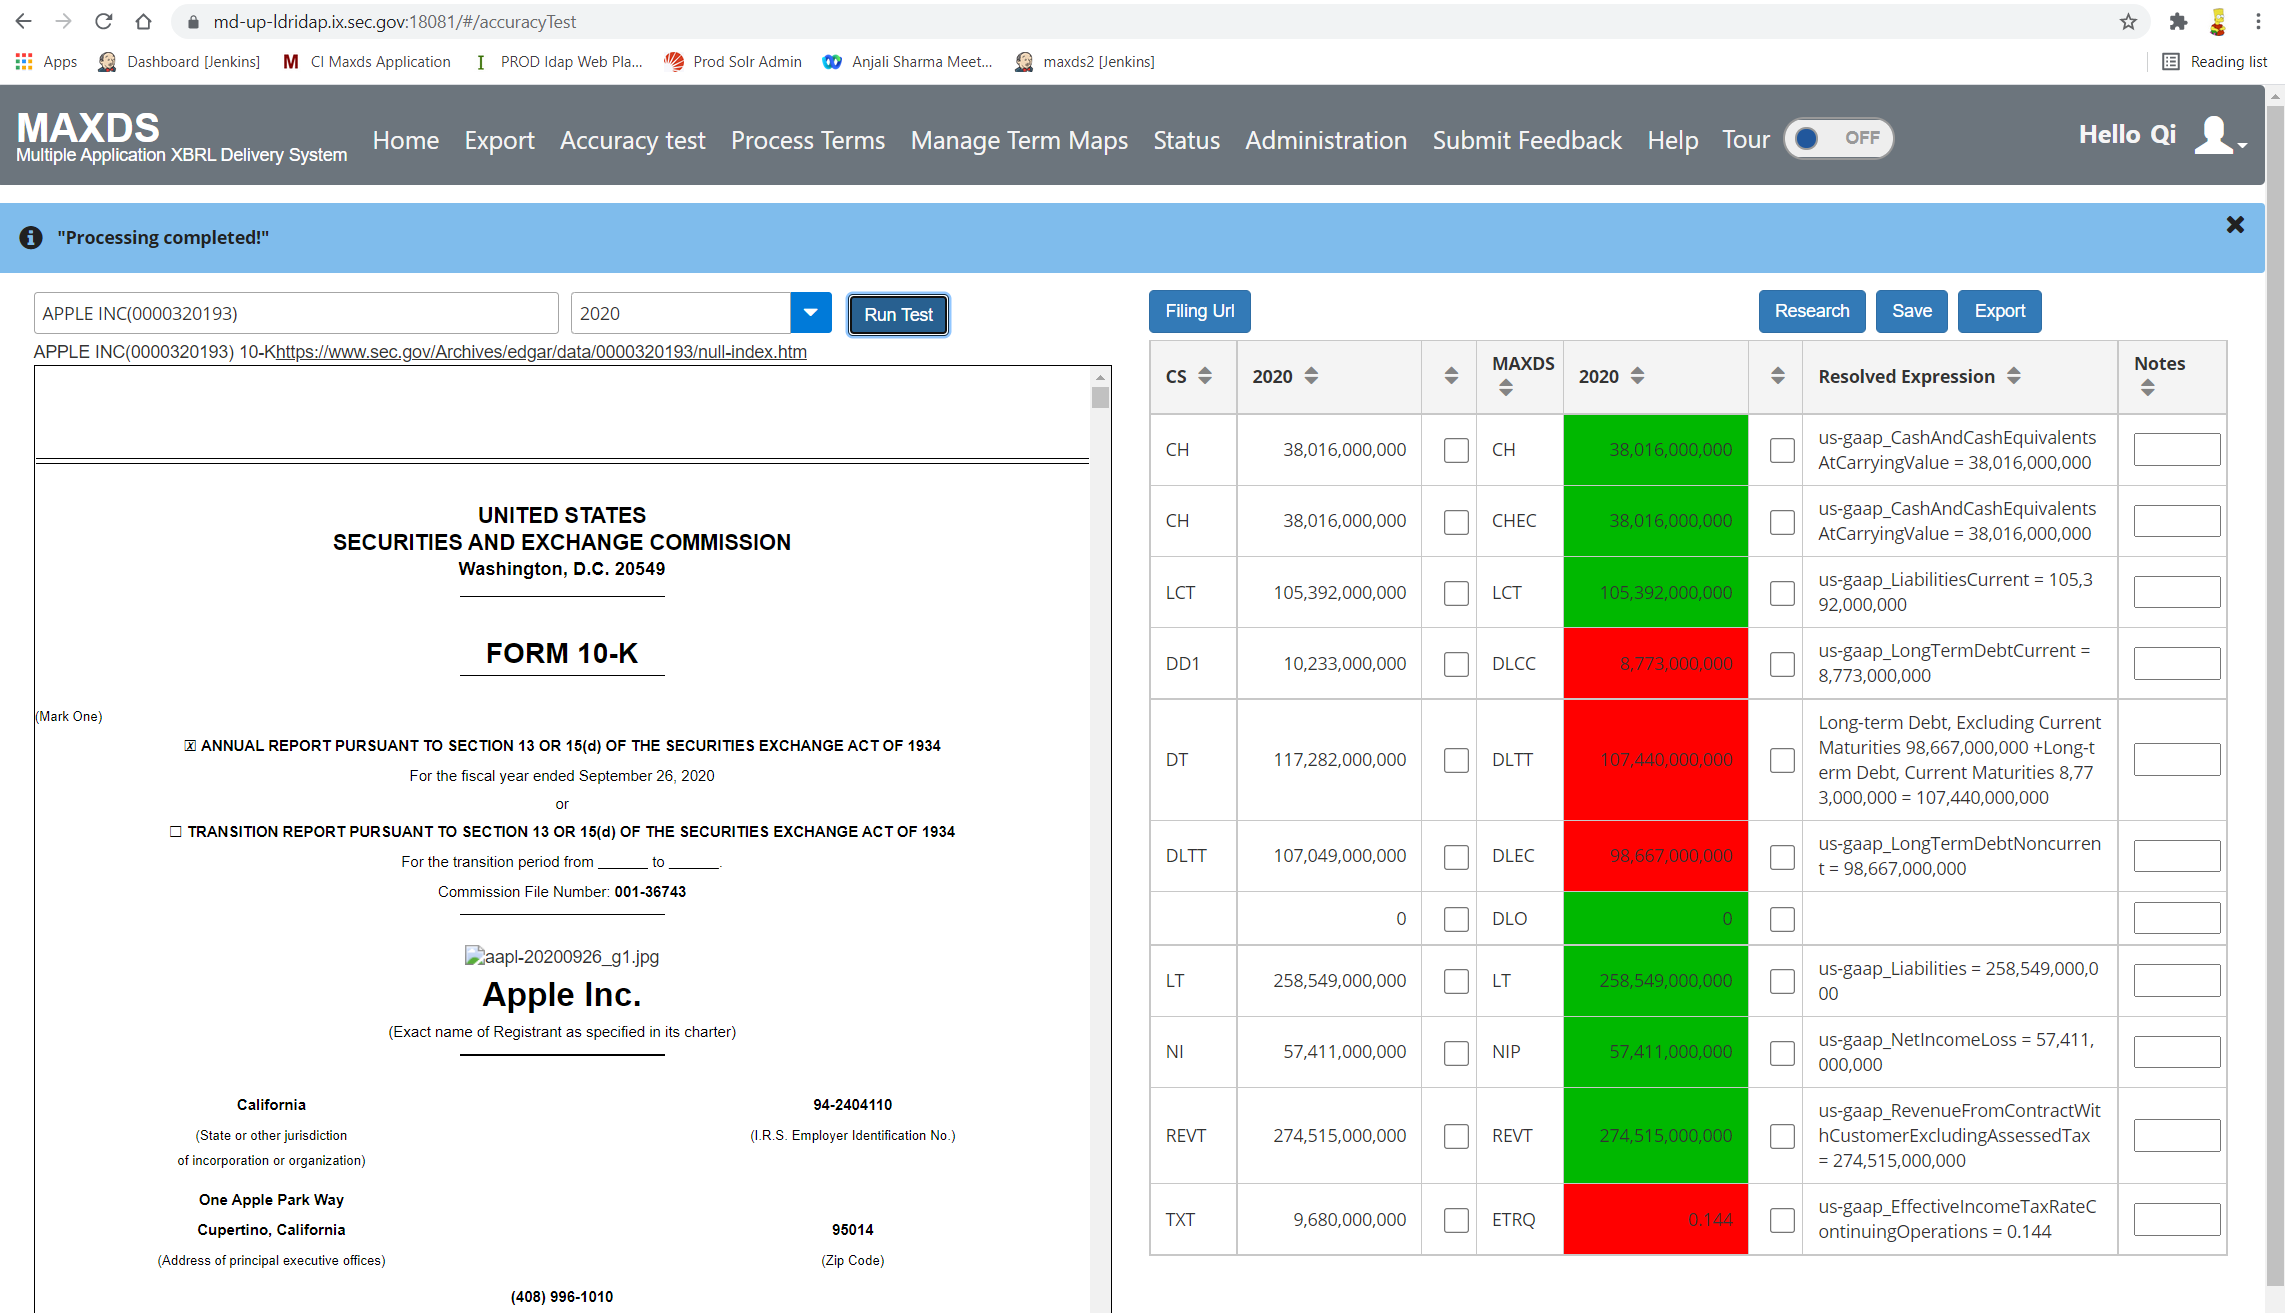 md-up-ldridap.ix.sec.gov:18081/#/accuracyTest
Apps Dashboard [Jenkins] M CI Maxds Application I PROD Idap Web Pla... Prod Solr Admin Anjali Sharma Meet... maxds2 [Jenkins] Reading list
MAXDS
Multiple Application XBRL Delivery System
Home Export Accuracy test Process Terms Manage Term Maps Status Administration Submit Feedback Help Tour OFF Hello Qi
"Processing completed!"
APPLE INC(0000320193) 2020 Run Test
APPLE INC(0000320193) 10-Khttps://www.sec.gov/Archives/edgar/data/0000320193/null-index.htm
UNITED STATES
SECURITIES AND EXCHANGE COMMISSION
Washington, D.C. 20549
FORM 10-K
(Mark One)
☒ ANNUAL REPORT PURSUANT TO SECTION 13 OR 15(d) OF THE SECURITIES EXCHANGE ACT OF 1934
For the fiscal year ended September 26, 2020
or
☐ TRANSITION REPORT PURSUANT TO SECTION 13 OR 15(d) OF THE SECURITIES EXCHANGE ACT OF 1934
For the transition period from ______ to ______.
Commission File Number: 001-36743
aapl-20200926_g1.jpg
Apple Inc.
(Exact name of Registrant as specified in its charter)
California 94-2404110
(State or other jurisdiction (I.R.S. Employer Identification No.)
of incorporation or organization)
One Apple Park Way
Cupertino, California 95014
(Address of principal executive offices) (Zip Code)
(408) 996-1010
Filing Url Research Save Export
CS 2020 MAXDS 2020 Resolved Expression Notes
CH 38,016,000,000 CH 38,016,000,000 us-gaap_CashAndCashEquivalents
AtCarryingValue = 38,016,000,000
CH 38,016,000,000 CHEC 38,016,000,000 us-gaap_CashAndCashEquivalents
AtCarryingValue = 38,016,000,000
LCT 105,392,000,000 LCT 105,392,000,000 us-gaap_LiabilitiesCurrent = 105,3
92,000,000
DD1 10,233,000,000 DLCC 8,773,000,000 us-gaap_LongTermDebtCurrent =
8,773,000,000
DT 117,282,000,000 DLTT 107,440,000,000 Long-term Debt, Excluding Current
Maturities 98,667,000,000 +Long-t
erm Debt, Current Maturities 8,77
3,000,000 = 107,440,000,000
DLTT 107,049,000,000 DLEC 98,667,000,000 us-gaap_LongTermDebtNoncurren
t = 98,667,000,000
0 DLO 0
LT 258,549,000,000 LT 258,549,000,000 us-gaap_Liabilities = 258,549,000,0
00
NI 57,411,000,000 NIP 57,411,000,000 us-gaap_NetIncomeLoss = 57,411,
000,000
REVT 274,515,000,000 REVT 274,515,000,000 us-gaap_RevenueFromContractWit
hCustomerExcludingAssessedTax
= 274,515,000,000
TXT 9,680,000,000 ETRQ 0.144 us-gaap_EffectiveIncomeTaxRateC
ontinuingOperations = 0.144